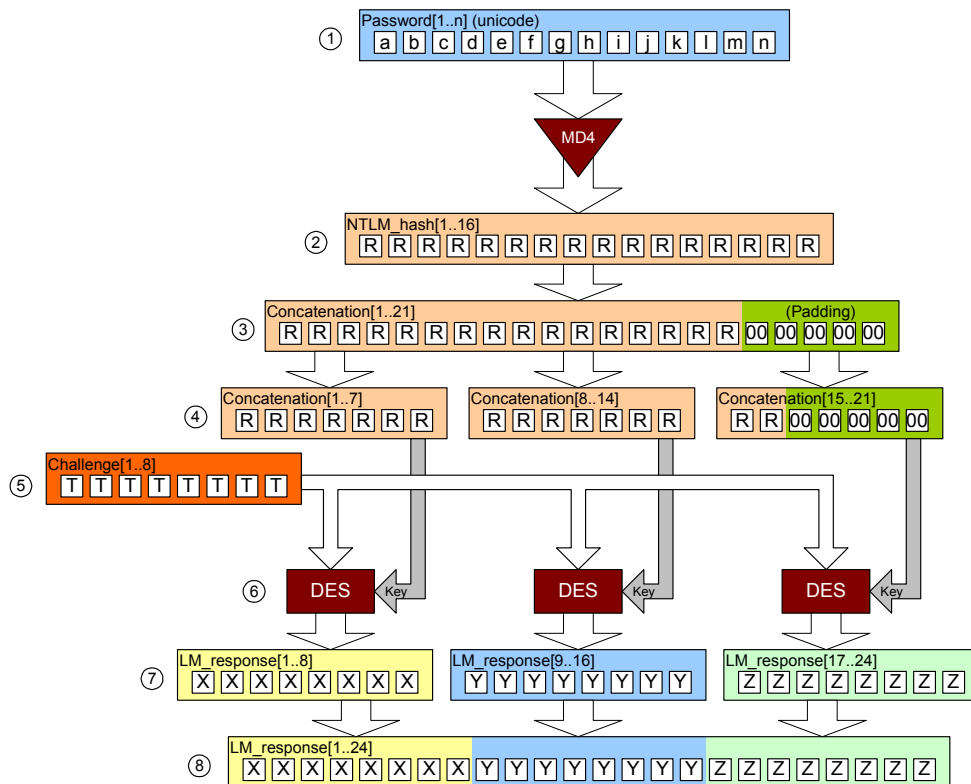 Password[1..n] (unicode)
1 a b c d e f g h i j k l m n
MD4
NTLM_hash[1..16]
2 R R R R R R R R R R R R R R R R
Concatenation[1..21] (Padding)
3 R R R R R R R R R R R R R R R R 00 00 00 00 00
Concatenation[1..7] Concatenation[8..14] Concatenation[15..21]
4 R R R R R R R R R R R R R R R R 00 00 00 00 00
Challenge[1..8]
5 T T T T T T T T
6 DES Key DES Key DES Key
LM_response[1..8] LM_response[9..16] LM_response[17..24]
7 X X X X X X X X Y Y Y Y Y Y Y Y Z Z Z Z Z Z Z Z
LM_response[1..24]
8 X X X X X X X X Y Y Y Y Y Y Y Y Z Z Z Z Z Z Z Z